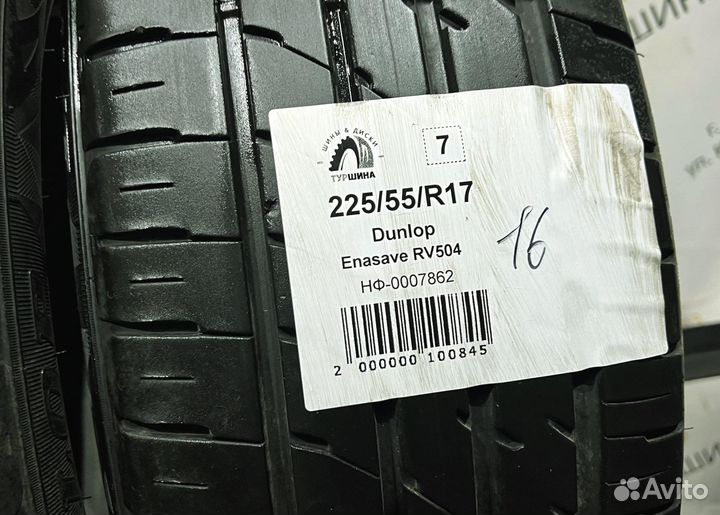 ШИНЫ & ДИСКИ
ТУРШИНА
7
225/55/R17
Dunlop
Enasave RV504
НФ-0007862
16
2 000000 100845
Avito